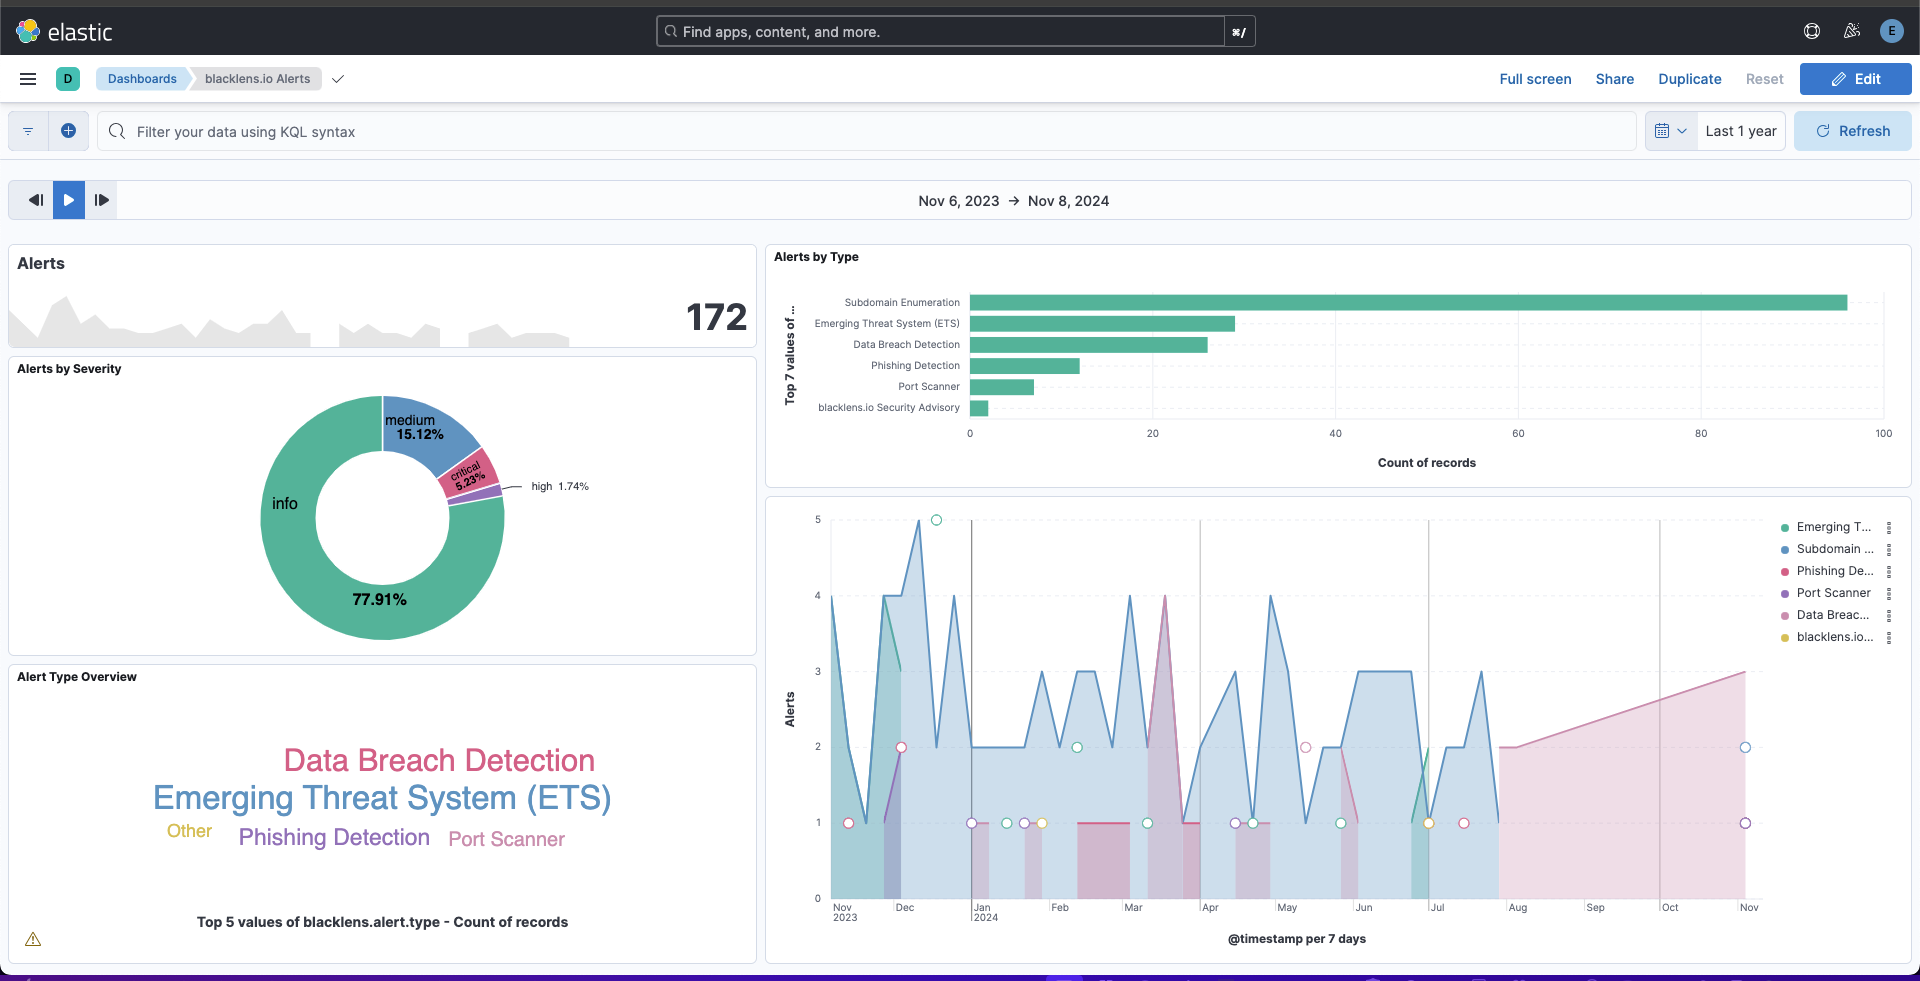 elastic
Find apps, content, and more.
⌘/
E
D
Dashboards
blacklens.io Alerts
Full screen
Share
Duplicate
Reset
Edit
Filter your data using KQL syntax
Last 1 year
Refresh
Nov 6, 2023 → Nov 8, 2024
Alerts
172
Alerts by Severity
medium
15.12%
critical
5.23%
high 1.74%
info
77.91%
Alert Type Overview
Data Breach Detection
Emerging Threat System (ETS)
Other
Phishing Detection
Port Scanner
Top 5 values of blacklens.alert.type - Count of records
Alerts by Type
Top 7 values of ...
Subdomain Enumeration
Emerging Threat System (ETS)
Data Breach Detection
Phishing Detection
Port Scanner
blacklens.io Security Advisory
0 20 40 60 80 100
Count of records
Alerts
5
4
3
2
1
0
Nov Dec Jan Feb Mar Apr May Jun Jul Aug Sep Oct Nov
2023 2024
@timestamp per 7 days
Emerging T...
Subdomain ...
Phishing De...
Port Scanner
Data Breac...
blacklens.io...